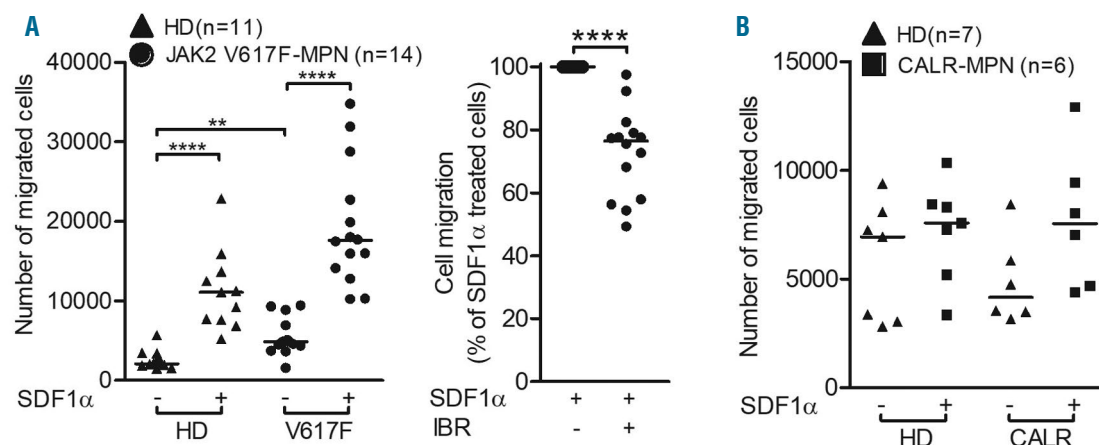 A
HD(n=11)
JAK2 V617F-MPN (n=14)
Number of migrated cells
40000
30000
20000
10000
0
****
**
****
SDF1α - + - +
HD V617F
****
Cell migration
(% of SDF1α treated cells)
100
80
60
40
20
0
SDF1α + +
IBR - +
B
HD(n=7)
CALR-MPN (n=6)
Number of migrated cells
15000
10000
5000
0
SDF1α - + - +
HD CALR